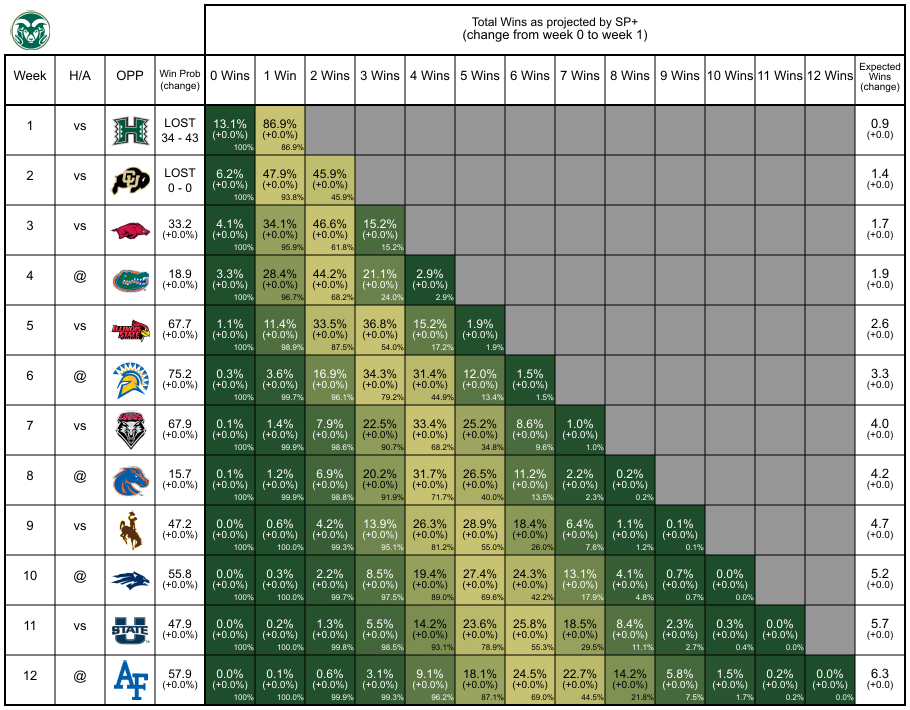 Total Wins as projected by SP+
(change from week 0 to week 1)
Week H/A OPP Win Prob (change) 0 Wins 1 Win 2 Wins 3 Wins 4 Wins 5 Wins 6 Wins 7 Wins 8 Wins 9 Wins 10 Wins 11 Wins 12 Wins Expected Wins (change)
1 vs H LOST 13.1% 86.9% 0.9
34 - 43 (+0.0%) (+0.0%) (+0.0)
100% 86.9%
2 vs CU LOST 6.2% 47.9% 45.9% 1.4
0 - 0 (+0.0%) (+0.0%) (+0.0%) (+0.0)
100% 93.8% 45.9%
3 vs 33.2 4.1% 34.1% 46.6% 15.2% 1.7
(+0.0%) (+0.0%) (+0.0%) (+0.0%) (+0.0%) (+0.0)
100% 95.9% 61.8% 15.2%
4 @ 18.9 3.3% 28.4% 44.2% 21.1% 2.9% 1.9
(+0.0%) (+0.0%) (+0.0%) (+0.0%) (+0.0%) (+0.0%) (+0.0)
100% 96.7% 68.2% 24.0% 2.9%
5 vs ILLINOIS STATE 67.7 1.1% 11.4% 33.5% 36.8% 15.2% 1.9% 2.6
(+0.0%) (+0.0%) (+0.0%) (+0.0%) (+0.0%) (+0.0%) (+0.0%) (+0.0)
100% 98.9% 87.5% 54.0% 17.2% 1.9%
6 @ 75.2 0.3% 3.6% 16.9% 34.3% 31.4% 12.0% 1.5% 3.3
(+0.0%) (+0.0%) (+0.0%) (+0.0%) (+0.0%) (+0.0%) (+0.0%) (+0.0%) (+0.0)
100% 99.7% 96.1% 79.2% 44.9% 13.4% 1.5%
7 vs LOBOS 67.9 0.1% 1.4% 7.9% 22.5% 33.4% 25.2% 8.6% 1.0% 4.0
(+0.0%) (+0.0%) (+0.0%) (+0.0%) (+0.0%) (+0.0%) (+0.0%) (+0.0%) (+0.0%) (+0.0)
100% 99.9% 98.6% 90.7% 68.2% 34.8% 9.6% 1.0%
8 @ 15.7 0.1% 1.2% 6.9% 20.2% 31.7% 26.5% 11.2% 2.2% 0.2% 4.2
(+0.0%) (+0.0%) (+0.0%) (+0.0%) (+0.0%) (+0.0%) (+0.0%) (+0.0%) (+0.0%) (+0.0%) (+0.0)
100% 99.9% 98.8% 91.9% 71.7% 40.0% 13.5% 2.3% 0.2%
9 vs 47.2 0.0% 0.6% 4.2% 13.9% 26.3% 28.9% 18.4% 6.4% 1.1% 0.1% 4.7
(+0.0%) (+0.0%) (+0.0%) (+0.0%) (+0.0%) (+0.0%) (+0.0%) (+0.0%) (+0.0%) (+0.0%) (+0.0%) (+0.0)
100% 100.0% 99.3% 95.1% 81.2% 55.0% 26.0% 7.6% 1.2% 0.1%
10 @ 55.8 0.0% 0.3% 2.2% 8.5% 19.4% 27.4% 24.3% 13.1% 4.1% 0.7% 0.0% 5.2
(+0.0%) (+0.0%) (+0.0%) (+0.0%) (+0.0%) (+0.0%) (+0.0%) (+0.0%) (+0.0%) (+0.0%) (+0.0%) (+0.0%) (+0.0)
100% 100.0% 99.7% 97.5% 89.0% 69.6% 42.2% 17.9% 4.8% 0.7% 0.0%
11 vs U STATE 47.9 0.0% 0.2% 1.3% 5.5% 14.2% 23.6% 25.8% 18.5% 8.4% 2.3% 0.3% 0.0% 5.7
(+0.0%) (+0.0%) (+0.0%) (+0.0%) (+0.0%) (+0.0%) (+0.0%) (+0.0%) (+0.0%) (+0.0%) (+0.0%) (+0.0%) (+0.0%) (+0.0)
100% 100.0% 99.8% 98.5% 93.1% 78.9% 55.3% 29.5% 11.1% 2.7% 0.4% 0.0%
12 @ AF 57.9 0.0% 0.1% 0.6% 3.1% 9.1% 18.1% 24.5% 22.7% 14.2% 5.8% 1.5% 0.2% 0.0% 6.3
(+0.0%) (+0.0%) (+0.0%) (+0.0%) (+0.0%) (+0.0%) (+0.0%) (+0.0%) (+0.0%) (+0.0%) (+0.0%) (+0.0%) (+0.0%) (+0.0%) (+0.0)
100% 100.0% 99.9% 99.3% 96.2% 87.1% 69.0% 44.5% 21.8% 7.5% 1.7% 0.2% 0.0%